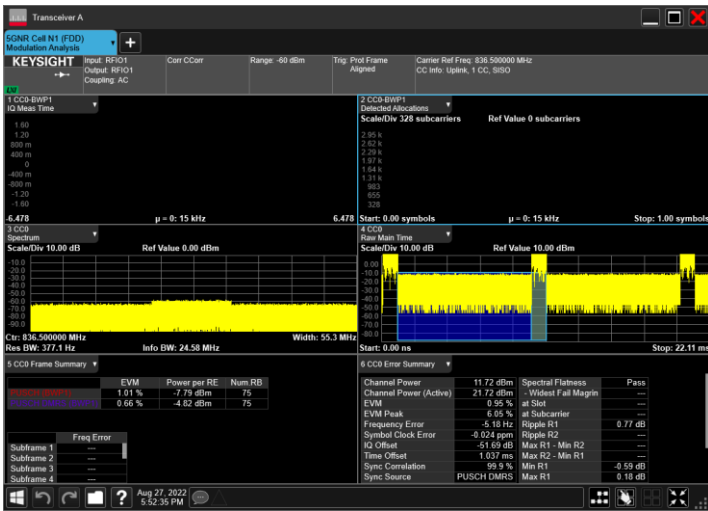 Transceiver A
5GNR Cell N1 (FDD)
Modulation Analysis
KEYSIGHT
Input: RFIO1
Output: RFIO1
Coupling: AC
Corr CCorr
Range: -60 dBm
Trig: Prot Frame
Aligned
Carrier Ref Freq: 836.500000 MHz
CC Info: Uplink, 1 CC, SISO
1 CC0-BWP1
IQ Meas Time
1.60
1.20
800 m
400 m
0
-400 m
-800 m
-1.20
-1.60
-6.478
µ = 0: 15 kHz
6.478
2 CC0-BWP1
Detected Allocations
Scale/Div 328 subcarriers
Ref Value 0 subcarriers
2.95 k
2.62 k
2.29 k
1.97 k
1.64 k
1.31 k
983
655
328
Start: 0.00 symbols
µ = 0: 15 kHz
Stop: 1.00 symbols
3 CC0
Spectrum
Scale/Div 10.00 dB
Ref Value 0.00 dBm
-10.0
-20.0
-30.0
-40.0
-50.0
-60.0
-70.0
-80.0
-90.0
Ctr: 836.500000 MHz
Width: 55.3 MHz
Res BW: 377.1 Hz
Info BW: 24.58 MHz
4 CC0
Raw Main Time
Scale/Div 10.00 dB
Ref Value 10.00 dBm
0.00
-10.0
-20.0
-30.0
-40.0
-50.0
-60.0
-70.0
-80.0
Start: 0.00 ns
Stop: 22.11 ms
5 CC0 Frame Summary
EVM Power per RE Num.RB
1.01 % -7.79 dBm 75
0.66 % -4.82 dBm 75
Freq Error
Subframe 1 ---
Subframe 2 ---
Subframe 3 ---
Subframe 4 ---
6 CC0 Error Summary
Channel Power 11.72 dBm Spectral Flatness Pass
Channel Power (Active) 21.72 dBm - Widest Fail Magrin ---
EVM 0.95 % at Slot ---
EVM Peak 6.05 % at Subcarrier ---
Frequency Error -5.18 Hz Ripple R1 0.77 dB
Symbol Clock Error -0.024 ppm Ripple R2 ---
IQ Offset -51.69 dB Max R1 - Min R2 ---
Time Offset 1.037 ms Max R2 - Min R1 ---
Sync Correlation 99.9 % Min R1 -0.59 dB
Sync Source PUSCH DMRS Max R1 0.18 dB
Aug 27, 2022
5:52:35 PM